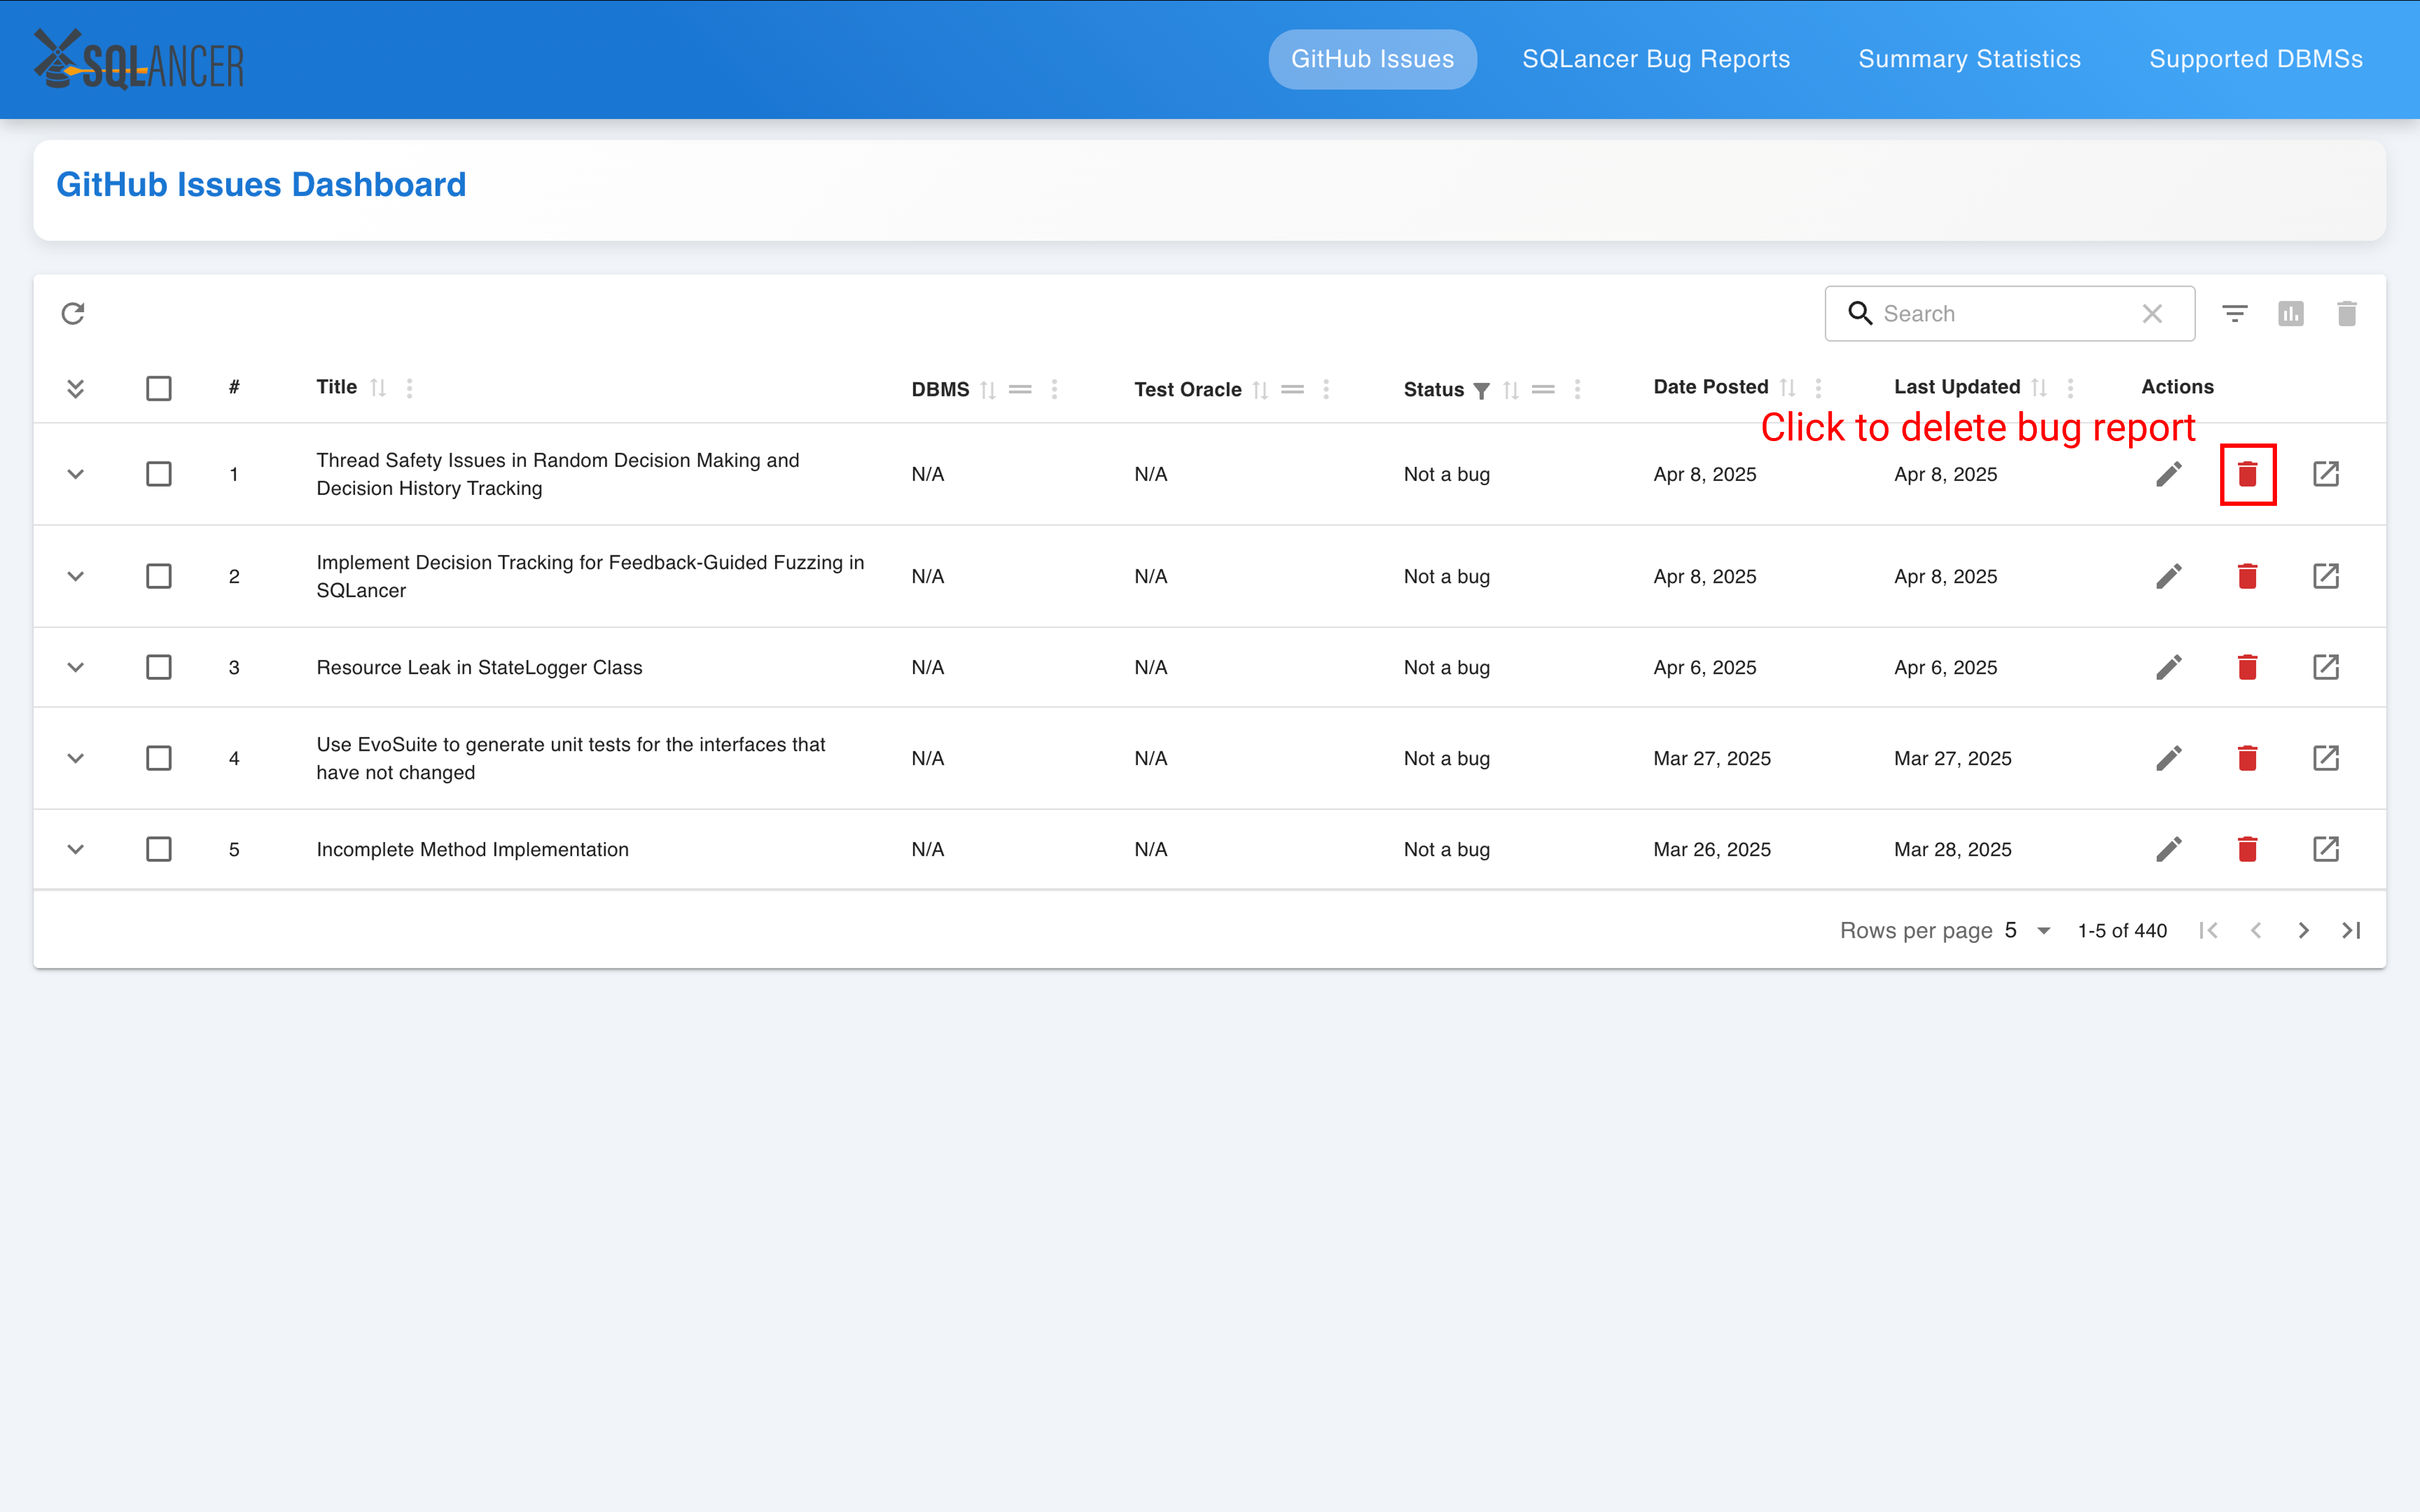 SQLANCER
GitHub Issues
SQLancer Bug Reports
Summary Statistics
Supported DBMSs
GitHub Issues Dashboard
Search
#
Title
DBMS
Test Oracle
Status
Date Posted
Last Updated
Actions
Click to delete bug report
1
Thread Safety Issues in Random Decision Making and
Decision History Tracking
N/A
N/A
Not a bug
Apr 8, 2025
Apr 8, 2025
2
Implement Decision Tracking for Feedback-Guided Fuzzing in
SQLancer
N/A
N/A
Not a bug
Apr 8, 2025
Apr 8, 2025
3
Resource Leak in StateLogger Class
N/A
N/A
Not a bug
Apr 6, 2025
Apr 6, 2025
4
Use EvoSuite to generate unit tests for the interfaces that
have not changed
N/A
N/A
Not a bug
Mar 27, 2025
Mar 27, 2025
5
Incomplete Method Implementation
N/A
N/A
Not a bug
Mar 26, 2025
Mar 28, 2025
Rows per page 5
1-5 of 440